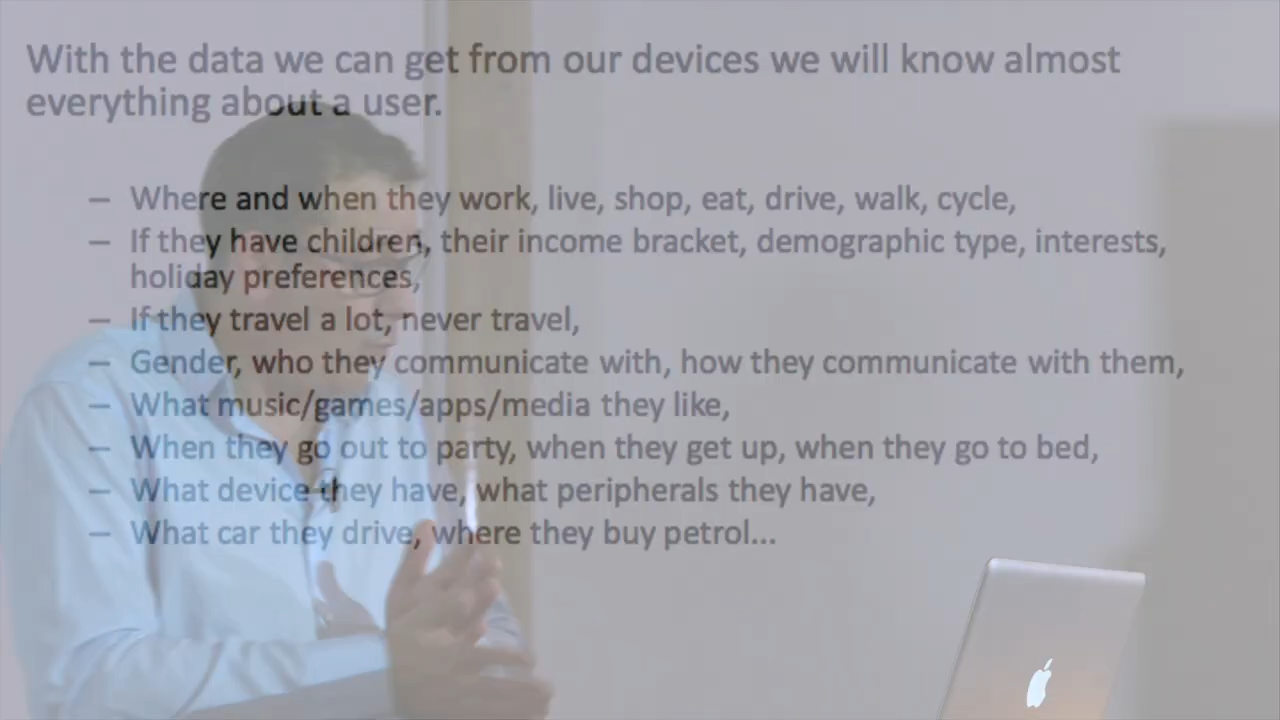 With the data we can get from our devices we will know almost
everything about a user.
– Where and when they work, live, shop, eat, drive, walk, cycle,
– If they have children, their income bracket, demographic type, interests,
holiday preferences,
– If they travel a lot, never travel,
– Gender, who they communicate with, how they communicate with them,
– What music/games/apps/media they like,
– When they go out to party, when they get up, when they go to bed,
– What device they have, what peripherals they have,
– What car they drive, where they buy petrol...